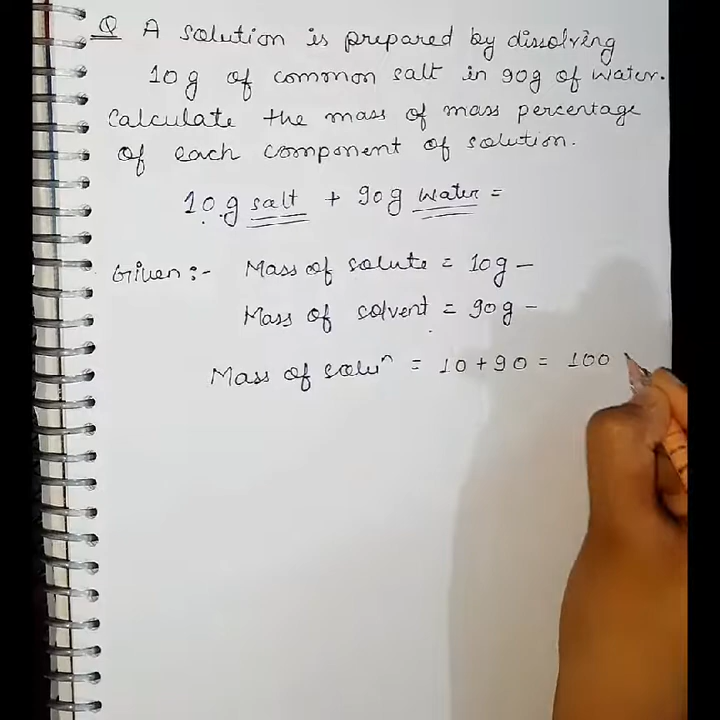 Q A solution is prepared by dissolving
10g of common salt in 90g of water.
Calculate the mass of mass percentage
of each component of solution.
10.g salt + 90g water =
Given :- Mass of solute = 10g -
Mass of solvent = 90g -
Mass of soluⁿ = 10 + 90 = 100